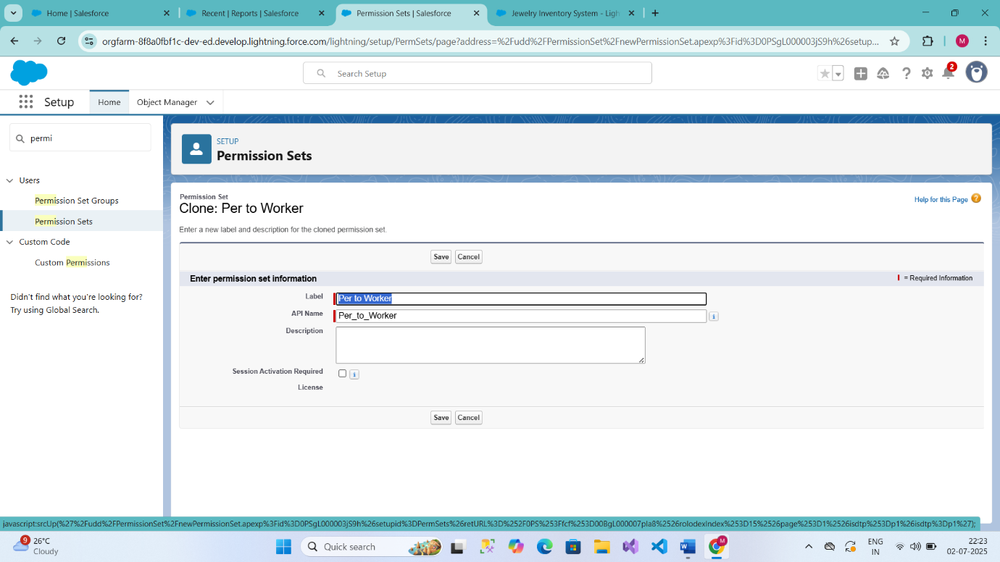 Home | Salesforce
Recent | Reports | Salesforce
Permission Sets | Salesforce
Jewelry Inventory System - Ligh
orgfarm-8f8a0fbf1c-dev-ed.develop.lightning.force.com/lightning/setup/PermSets/page?address=%2Fudd%2FPermissionSet%2FnewPermissionSet.apexp%3Fid%3D0PSgL000003jS9h%26setup...
M
Search Setup
2
Setup
Home
Object Manager
permi
SETUP
Permission Sets
Users
Permission Set Groups
Permission Sets
Custom Code
Custom Permissions
Didn't find what you're looking for?
Try using Global Search.
Permission Set
Clone: Per to Worker
Help for this Page
Enter a new label and description for the cloned permission set.
Save Cancel
Enter permission set information
= Required Information
Label Per to Worker
API Name Per_to_Worker
Description
Session Activation Required
License
Save Cancel
javascript:srcUp(%27%2Fudd%2FPermissionSet%2FnewPermissionSet.apexp%3Fid%3D0PSgL000003jS9h%26setupid%3DPermSets%26retURL%3D%252F0PS%253Ffcf%253D00BgL000007pIa8%2526rolodexIndex%253D15%2526page%253D1%2526isdtp%253Dp1%26isdtp%3Dp1%27);
9
26°C
Cloudy
Quick search
M
ENG
IN
22:23
02-07-2025